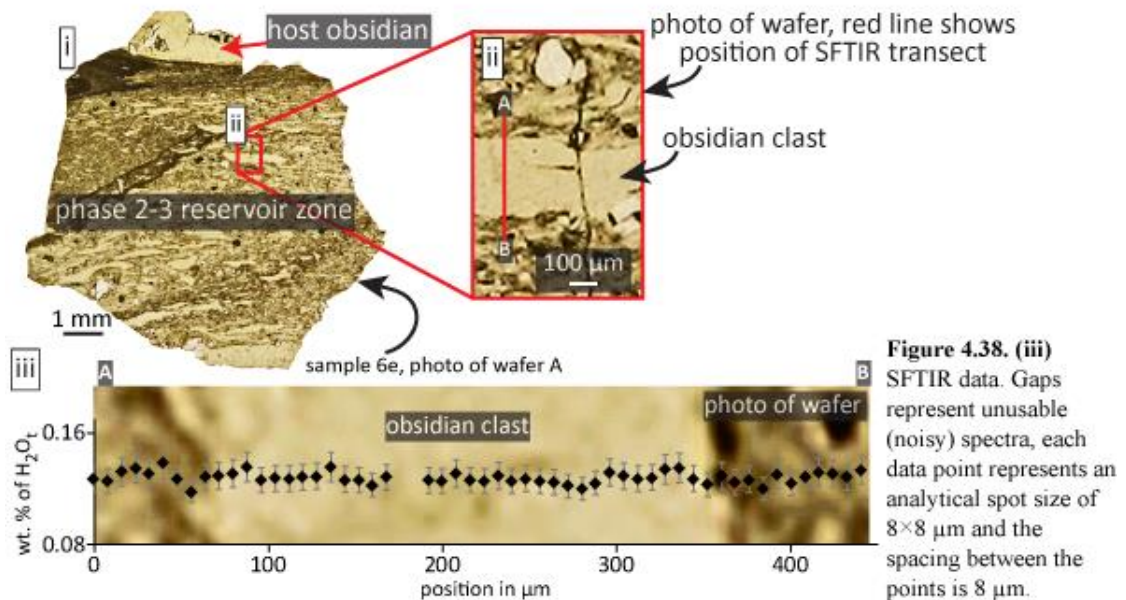 i
host obsidian
ii
phase 2-3 reservoir zone
1 mm
sample 6e, photo of wafer A
ii
A
B
100 μm
photo of wafer, red line shows
position of SFTIR transect
obsidian clast
iii
A
B
obsidian clast
photo of wafer
wt. % of H₂Oₜ
0.16
0.08
0
100
200
300
400
position in μm
Figure 4.38. (iii)
SFTIR data. Gaps
represent unusable
(noisy) spectra, each
data point represents an
analytical spot size of
8×8 μm and the
spacing between the
points is 8 μm.